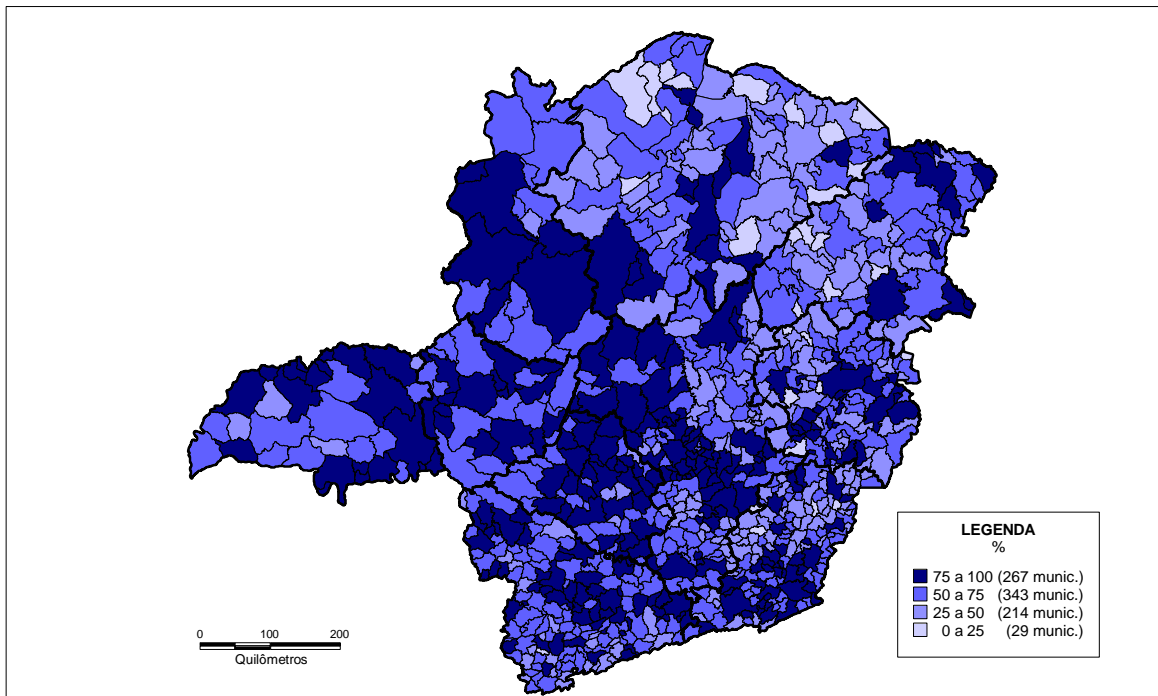 LEGENDA
%
75 a 100 (267 munic.)
50 a 75 (343 munic.)
25 a 50 (214 munic.)
0 a 25 (29 munic.)
0 100 200
Quilômetros